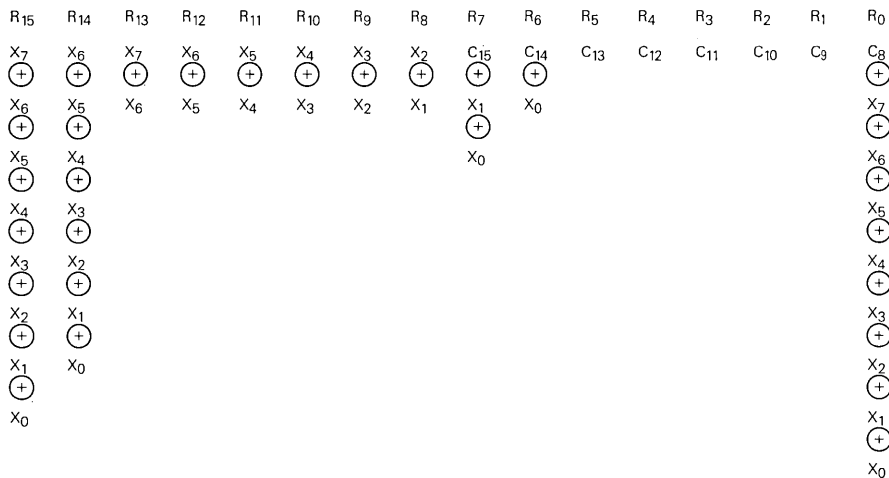 R₁₅ R₁₄ R₁₃ R₁₂ R₁₁ R₁₀ R₉ R₈ R₇ R₆ R₅ R₄ R₃ R₂ R₁ R₀
X₇ X₆ X₇ X₆ X₅ X₄ X₃ X₂ C₁₅ C₁₄ C₁₃ C₁₂ C₁₁ C₁₀ C₉ C₈
⊕ ⊕ ⊕ ⊕ ⊕ ⊕ ⊕ ⊕ ⊕ ⊕ ⊕
X₆ X₅ X₆ X₅ X₄ X₃ X₂ X₁ X₁ X₀ X₇
⊕ ⊕ ⊕ ⊕
X₅ X₄ X₀ X₆
⊕ ⊕ ⊕
X₄ X₃ X₅
⊕ ⊕ ⊕
X₃ X₂ X₄
⊕ ⊕ ⊕
X₂ X₁ X₃
⊕ ⊕ ⊕
X₁ X₀ X₂
⊕ ⊕
X₀ X₁
⊕
X₀